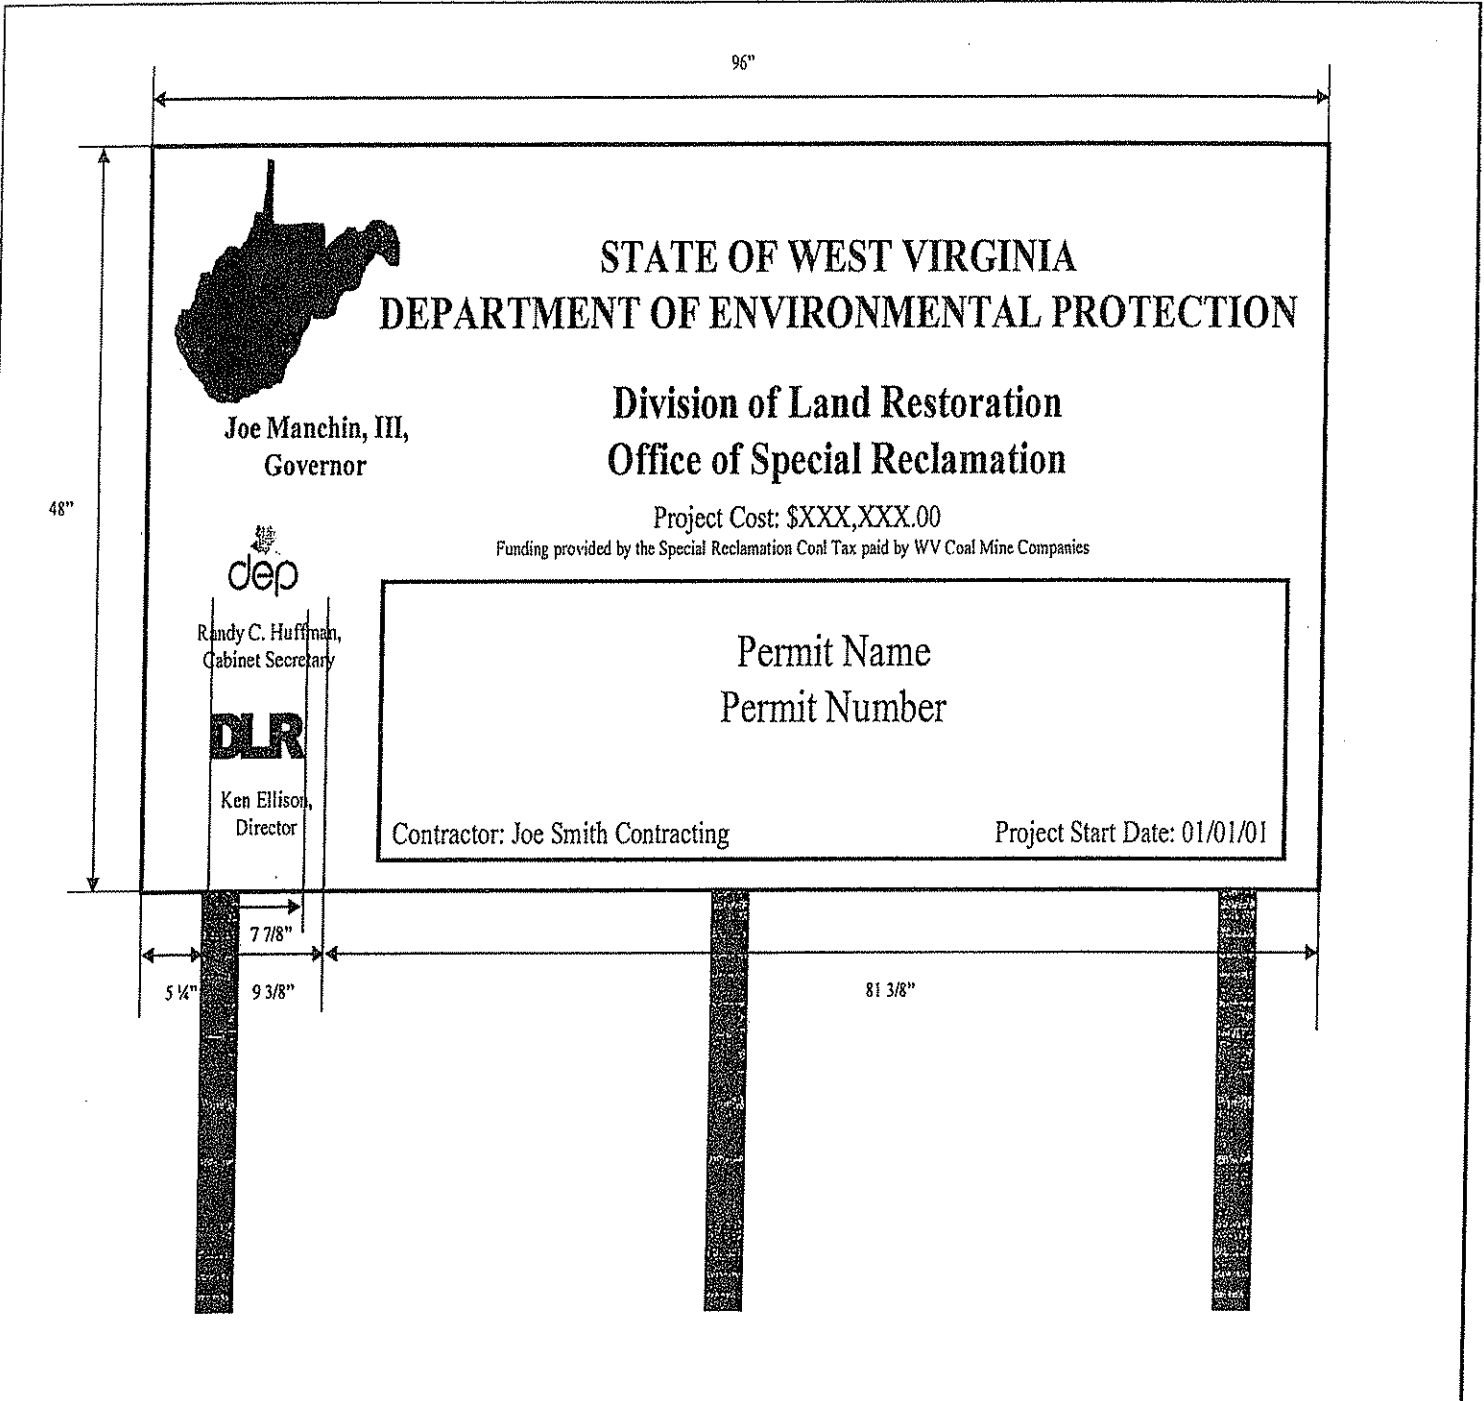 96"
STATE OF WEST VIRGINIA
DEPARTMENT OF ENVIRONMENTAL PROTECTION
Division of Land Restoration
Office of Special Reclamation
Joe Manchin, III,
Governor
48"
Project Cost: $XXX,XXX.00
Funding provided by the Special Reclamation Coal Tax paid by WV Coal Mine Companies
dep
Randy C. Huffman,
Cabinet Secretary
Permit Name
Permit Number
DLR
Ken Ellison,
Director
Contractor: Joe Smith Contracting
Project Start Date: 01/01/01
7 7/8"
5 ¼"
9 3/8"
81 3/8"